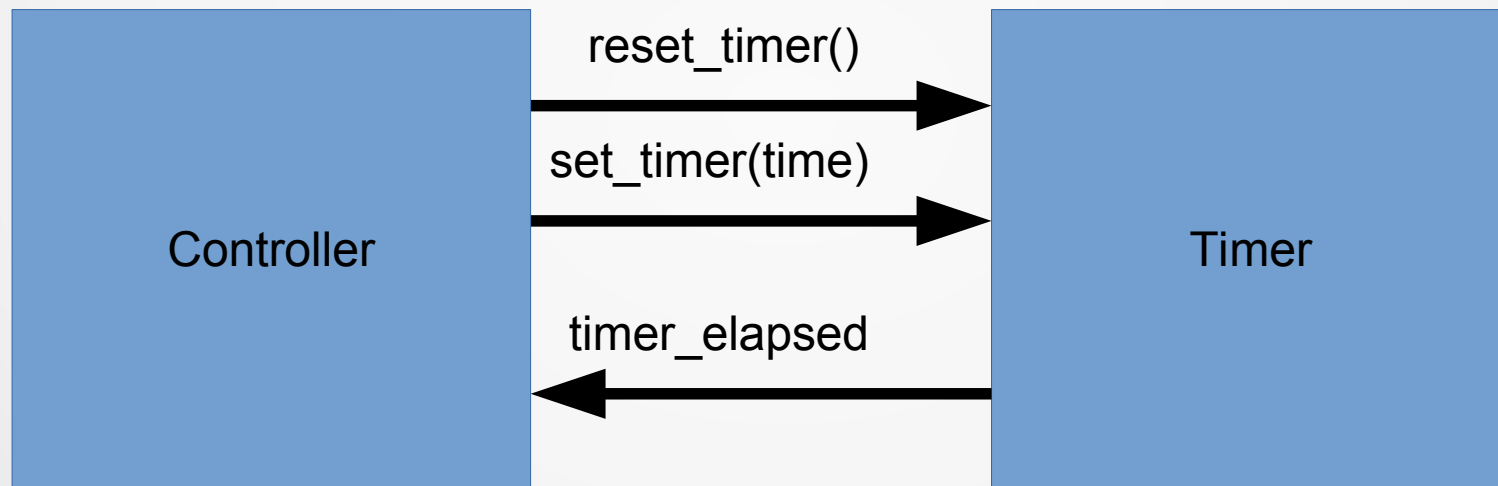 reset_timer()
set_timer(time)
Controller
Timer
timer_elapsed